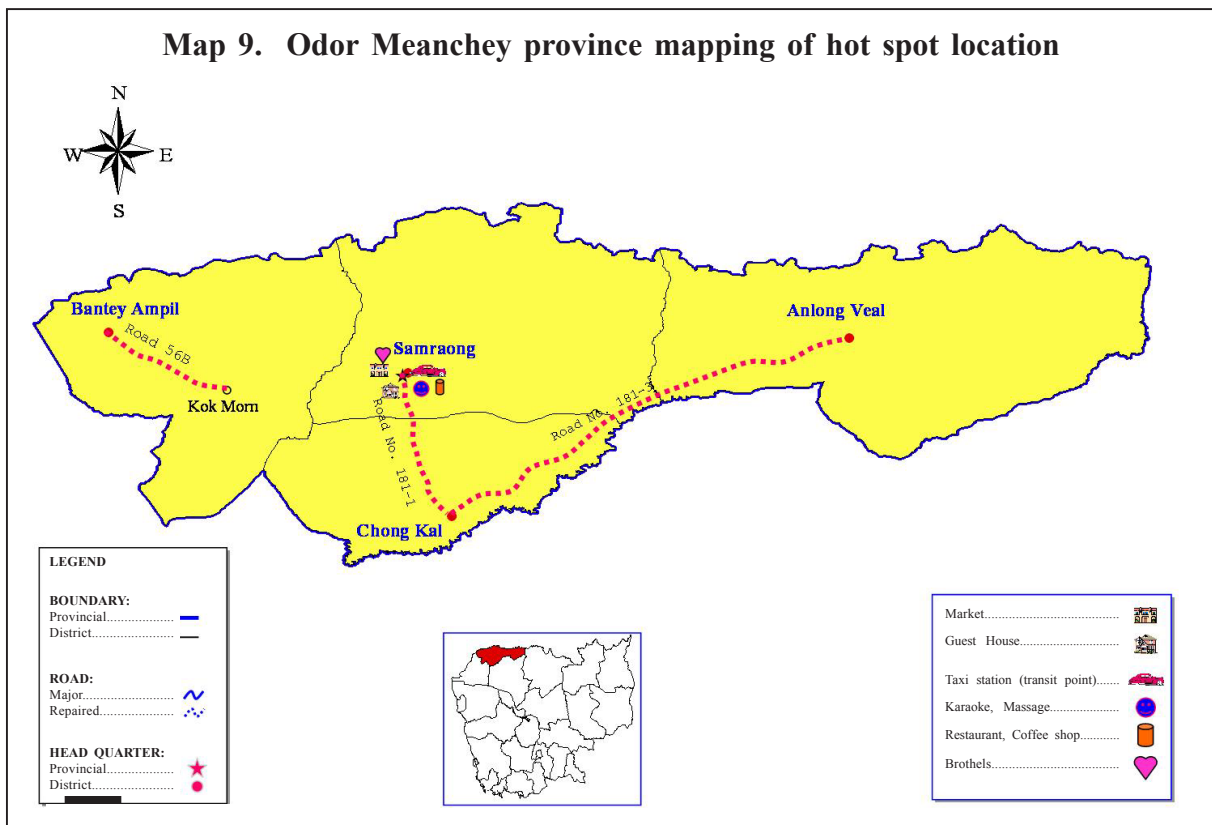 Map 9. Odor Meanchey province mapping of hot spot location
N
W E
S
Bantey Ampil
Road 56B
Kok Morn
Samraong
Anlong Veal
Road No. 181-1
Road No. 181-3
Chong Kal
LEGEND
BOUNDARY:
Provincial....................
District........................
ROAD:
Major.......................
Repaired....................
HEAD QUARTER:
Provincial....................
District........................
Market..............................................
Guest House.................................
Taxi station (transit point)......
Karaoke, Massage.......................
Restaurant, Coffee shop.............
Brothels..........................................